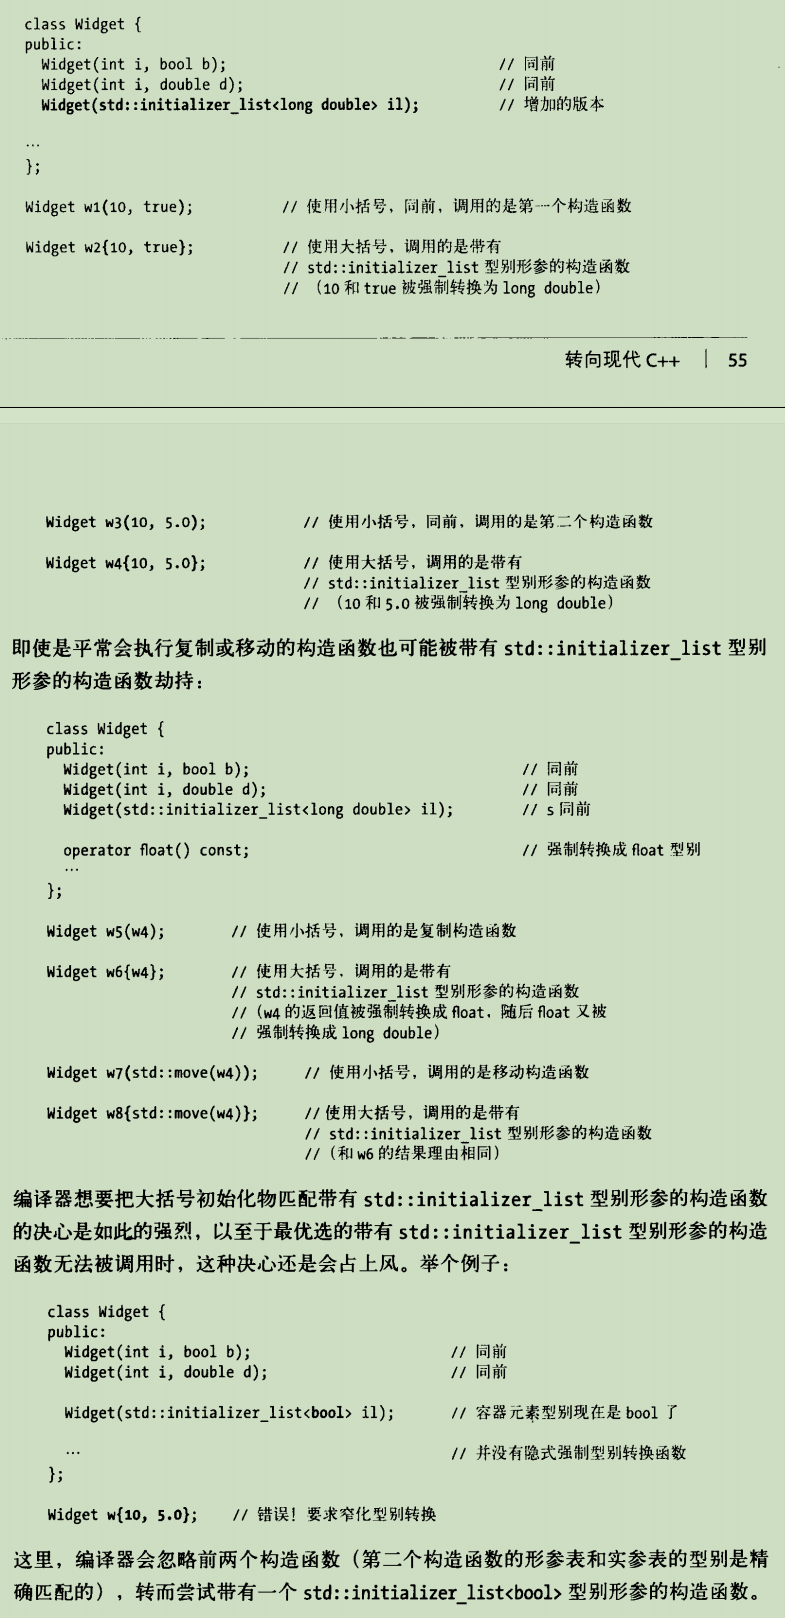 class Widget {
public:
Widget(int i, bool b); // 同前
Widget(int i, double d); // 同前
Widget(std::initializer_list<long double> il); // 增加的版本
…
};
Widget w1(10, true); // 使用小括号，同前，调用的是第一个构造函数
Widget w2{10, true}; // 使用大括号，调用的是带有
// std::initializer_list 型别形参的构造函数
// （10 和 true 被强制转换为 long double）
转向现代 C++ | 55
Widget w3(10, 5.0); // 使用小括号，同前，调用的是第二个构造函数
Widget w4{10, 5.0}; // 使用大括号，调用的是带有
// std::initializer_list 型别形参的构造函数
// （10 和 5.0 被强制转换为 long double）
即使是平常会执行复制或移动的构造函数也可能被带有 std::initializer_list 型别
形参的构造函数劫持：
class Widget {
public:
Widget(int i, bool b); // 同前
Widget(int i, double d); // 同前
Widget(std::initializer_list<long double> il); // s 同前
operator float() const; // 强制转换成 float 型别
…
};
Widget w5(w4); // 使用小括号，调用的是复制构造函数
Widget w6{w4}; // 使用大括号，调用的是带有
// std::initializer_list 型别形参的构造函数
// （w4 的返回值被强制转换成 float，随后 float 又被
// 强制转换成 long double）
Widget w7(std::move(w4)); // 使用小括号，调用的是移动构造函数
Widget w8{std::move(w4)}; // 使用大括号，调用的是带有
// std::initializer_list 型别形参的构造函数
// （和 w6 的结果理由相同）
编译器想要把大括号初始化物匹配带有 std::initializer_list 型别形参的构造函数
的决心是如此的强烈，以至于最优选的带有 std::initializer_list 型别形参的构造
函数无法被调用时，这种决心还是会占上风。举个例子：
class Widget {
public:
Widget(int i, bool b); // 同前
Widget(int i, double d); // 同前
Widget(std::initializer_list<bool> il); // 容器元素型别现在是 bool 了
… // 并没有隐式强制型别转换函数
};
Widget w{10, 5.0}; // 错误！要求窄化型别转换
这里，编译器会忽略前两个构造函数（第二个构造函数的形参表和实参表的型别是精
确匹配的），转而尝试带有一个 std::initializer_list<bool> 型别形参的构造函数。